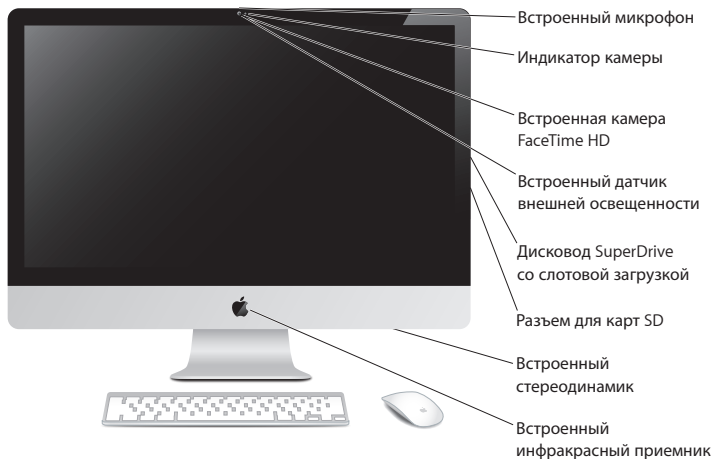 Встроенный микрофон
Индикатор камеры
Встроенная камера
FaceTime HD
Встроенный датчик
внешней освещенности
Дисковод SuperDrive
со слотовой загрузкой
Разъем для карт SD
Встроенный
стереодинамик
Встроенный
инфракрасный приемник